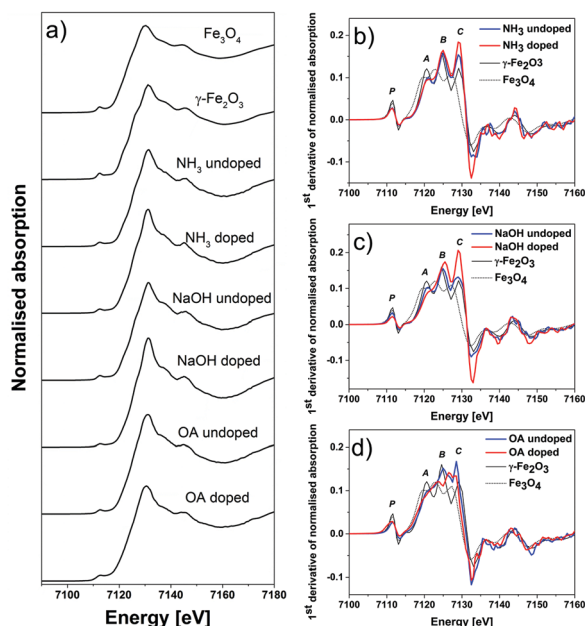 a)
Fe3O4
γ-Fe2O3
NH3 undoped
NH3 doped
NaOH undoped
NaOH doped
OA undoped
OA doped
Normalised absorption
7100 7120 7140 7160 7180
Energy [eV]
b)
NH3 undoped
NH3 doped
γ-Fe2O3
Fe3O4
P A B C
0.2
0.1
0.0
-0.1
1st derivative of normalised absorption
7100 7110 7120 7130 7140 7150 7160
Energy [eV]
c)
NaOH undoped
NaOH doped
γ-Fe2O3
Fe3O4
P A B C
0.2
0.1
0.0
-0.1
1st derivative of normalised absorption
7100 7110 7120 7130 7140 7150 7160
Energy [eV]
d)
OA undoped
OA doped
γ-Fe2O3
Fe3O4
P A B C
0.2
0.1
0.0
-0.1
1st derivative of normalised absorption
7100 7110 7120 7130 7140 7150 7160
Energy [eV]